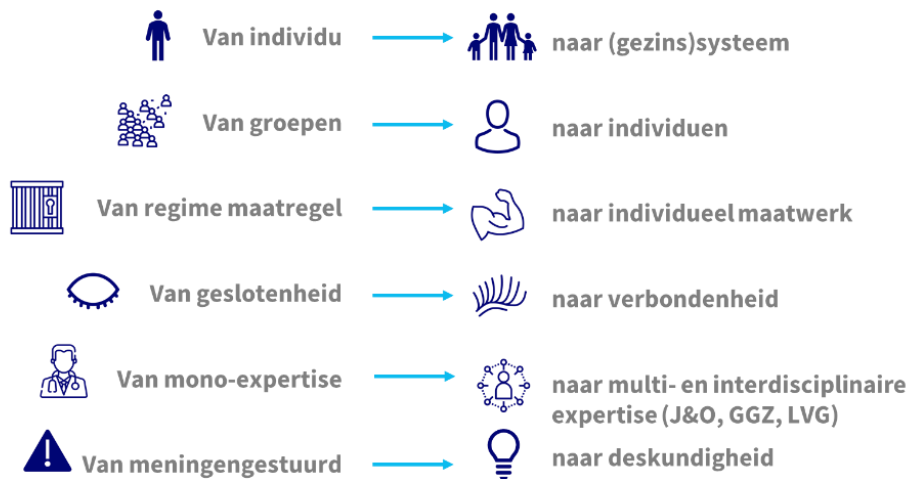 Van individu naar (gezins)systeem
Van groepen naar individuen
Van regime maatregel naar individueel maatwerk
Van geslotenheid naar verbondenheid
Van mono-expertise naar multi- en interdisciplinaire
expertise (J&O, GGZ, LVG)
Van meningengestuurd naar deskundigheid